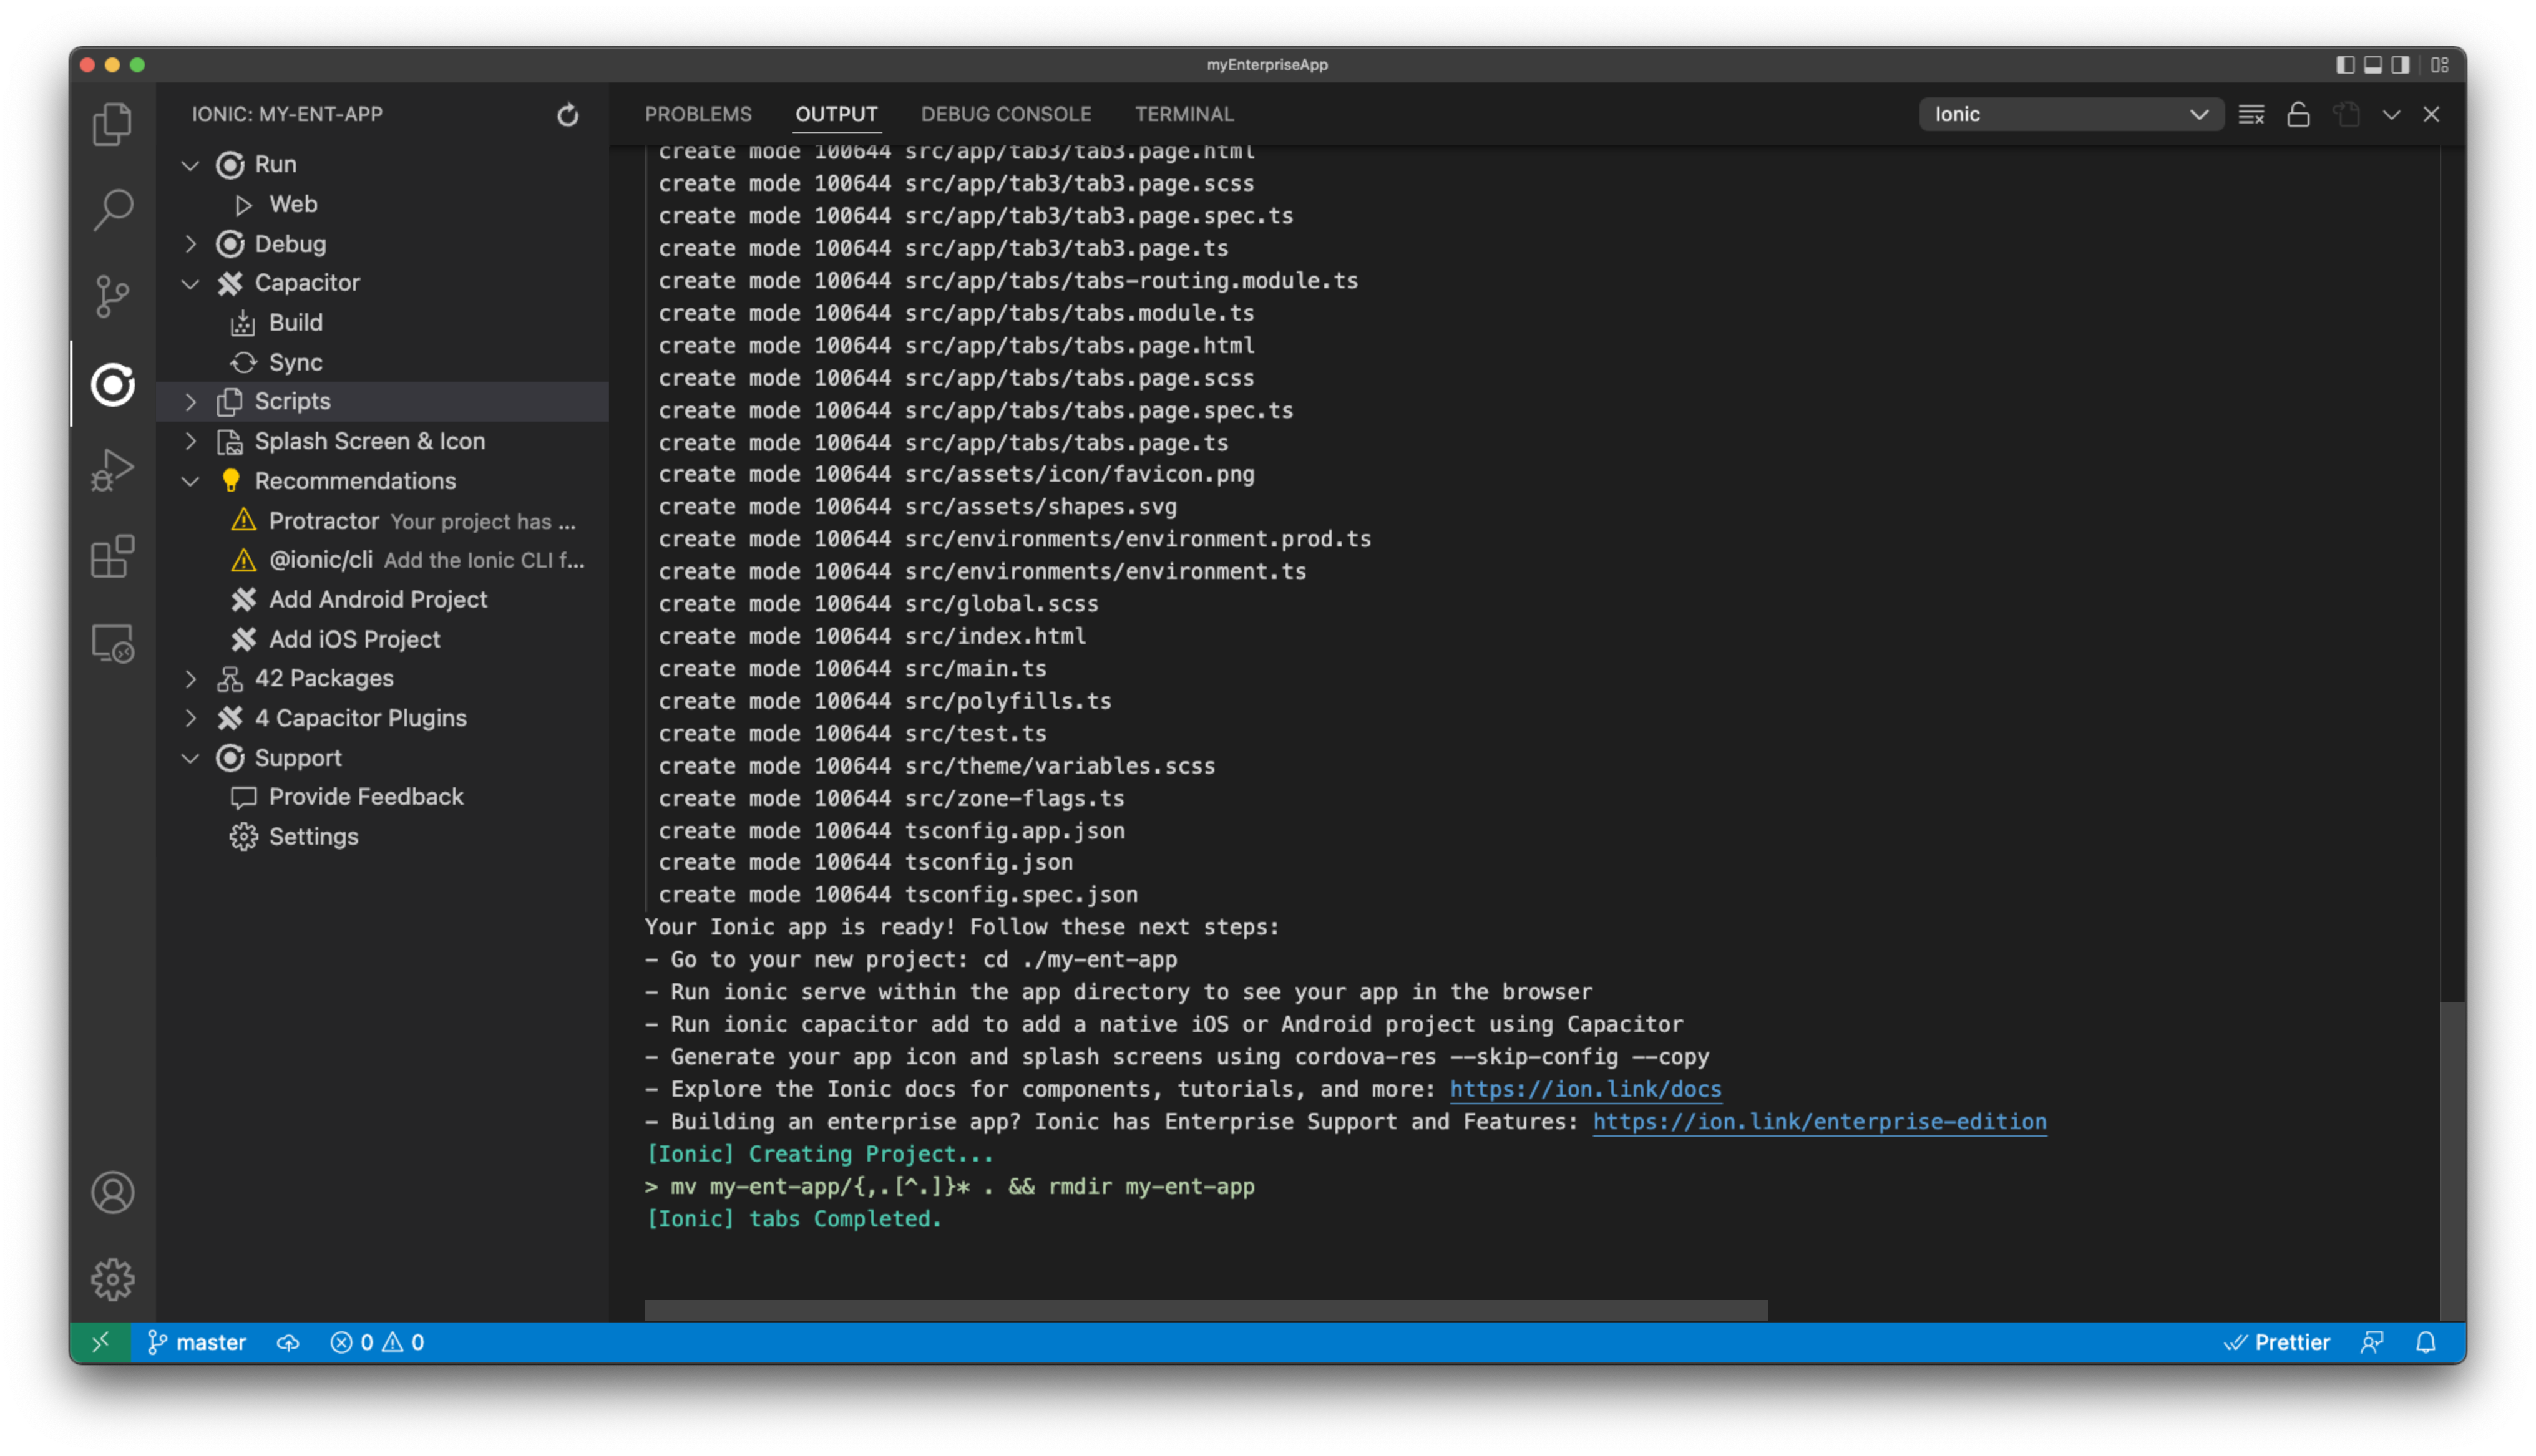 myEnterpriseApp
IONIC: MY-ENT-APP
Run
Web
Debug
Capacitor
Build
Sync
Scripts
Splash Screen & Icon
Recommendations
Protractor Your project has ...
@ionic/cli Add the Ionic CLI f...
Add Android Project
Add iOS Project
42 Packages
4 Capacitor Plugins
Support
Provide Feedback
Settings
PROBLEMS OUTPUT DEBUG CONSOLE TERMINAL Ionic
create mode 100644 src/app/tab3/tab3.page.html
create mode 100644 src/app/tab3/tab3.page.scss
create mode 100644 src/app/tab3/tab3.page.spec.ts
create mode 100644 src/app/tab3/tab3.page.ts
create mode 100644 src/app/tabs/tabs-routing.module.ts
create mode 100644 src/app/tabs/tabs.module.ts
create mode 100644 src/app/tabs/tabs.page.html
create mode 100644 src/app/tabs/tabs.page.scss
create mode 100644 src/app/tabs/tabs.page.spec.ts
create mode 100644 src/app/tabs/tabs.page.ts
create mode 100644 src/assets/icon/favicon.png
create mode 100644 src/assets/shapes.svg
create mode 100644 src/environments/environment.prod.ts
create mode 100644 src/environments/environment.ts
create mode 100644 src/global.scss
create mode 100644 src/index.html
create mode 100644 src/main.ts
create mode 100644 src/polyfills.ts
create mode 100644 src/test.ts
create mode 100644 src/theme/variables.scss
create mode 100644 src/zone-flags.ts
create mode 100644 tsconfig.app.json
create mode 100644 tsconfig.json
create mode 100644 tsconfig.spec.json
Your Ionic app is ready! Follow these next steps:
- Go to your new project: cd ./my-ent-app
- Run ionic serve within the app directory to see your app in the browser
- Run ionic capacitor add to add a native iOS or Android project using Capacitor
- Generate your app icon and splash screens using cordova-res --skip-config --copy
- Explore the Ionic docs for components, tutorials, and more: https://ion.link/docs
- Building an enterprise app? Ionic has Enterprise Support and Features: https://ion.link/enterprise-edition
[Ionic] Creating Project...
> mv my-ent-app/{,.[^.]}* . && rmdir my-ent-app
[Ionic] tabs Completed.
master 0 0 Prettier